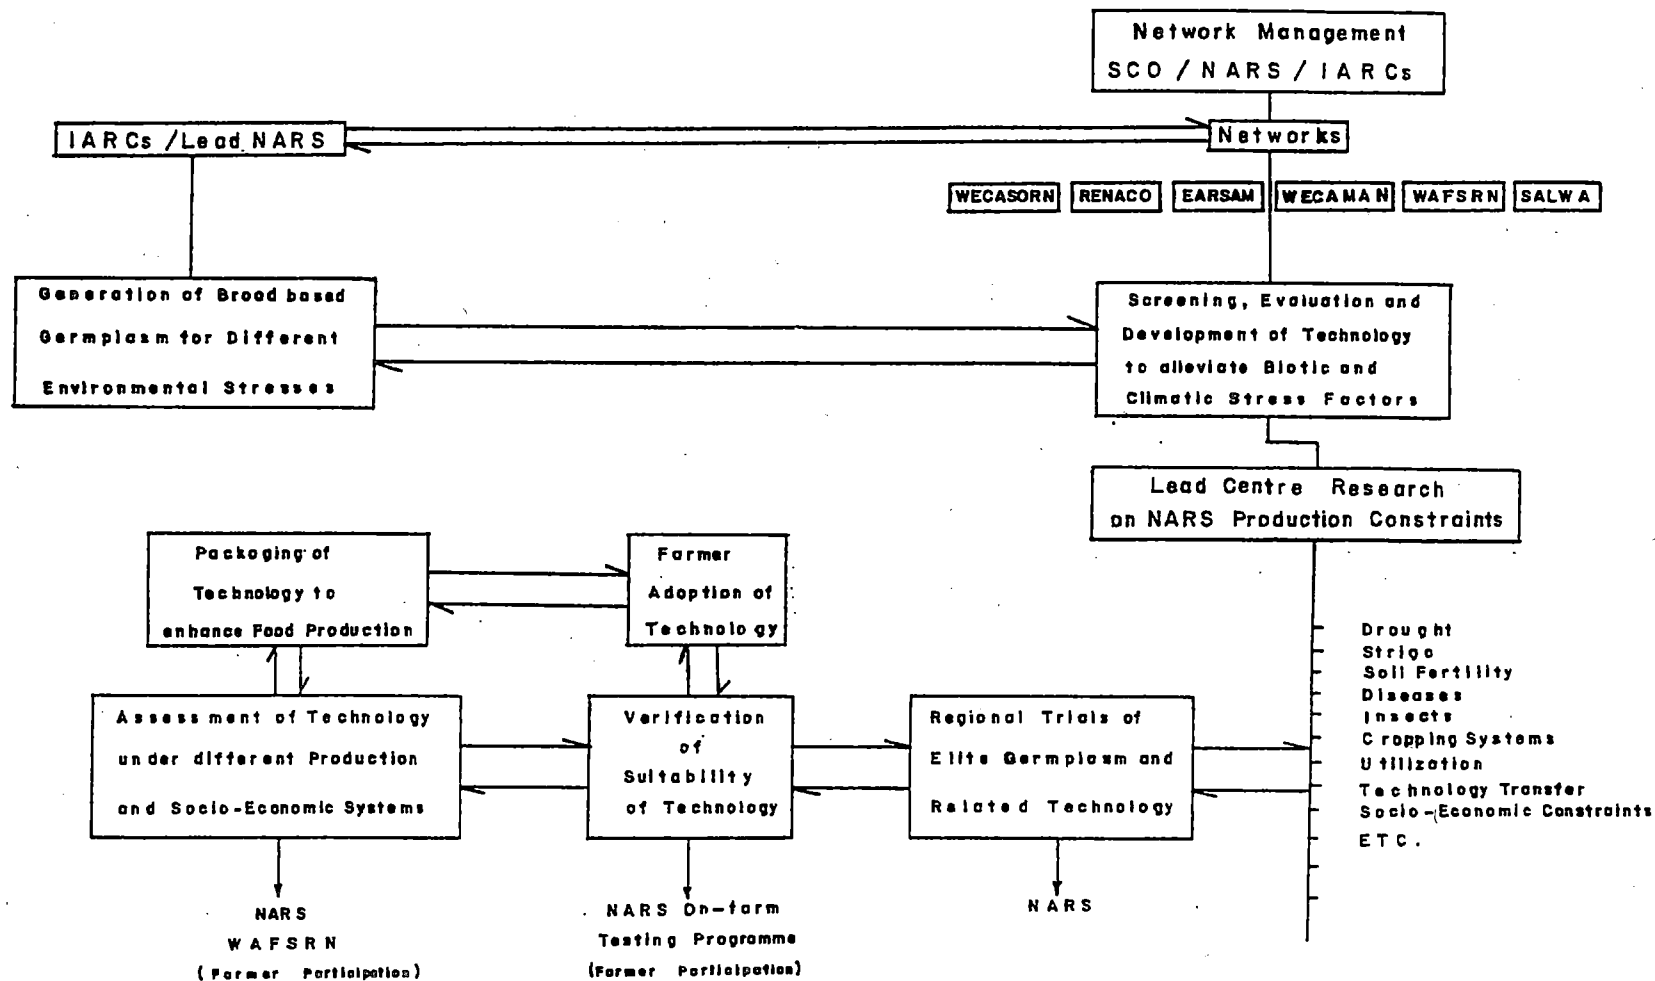 Network Management
SCO / NARS / IARCs
IARCs /Lead NARS
Networks
WECASORN
RENACO
EARSAM
WECAMAN
WAFSRN
SALWA
Generation of Broad based
Germplasm for Different
Environmental Stresses
Screening, Evaluation and
Development of Technology
to alleviate Biotic and
Climatic Stress Factors
Lead Centre Research
on NARS Production Constraints
Packaging of
Technology to
enhance Food Production
Farmer
Adoption of
Technology
Drought
Striga
Soil Fertility
Diseases
Insects
Cropping Systems
Utilization
Technology Transfer
Socio-Economic Constraints
ETC.
Assessment of Technology
under different Production
and Socio-Economic Systems
Verification
of
Suitability
of Technology
Regional Trials of
Elite Germplasm and
Related Technology
NARS
WAFSRN
(Farmer Participation)
NARS On-farm
Testing Programme
(Farmer Participation)
NARS